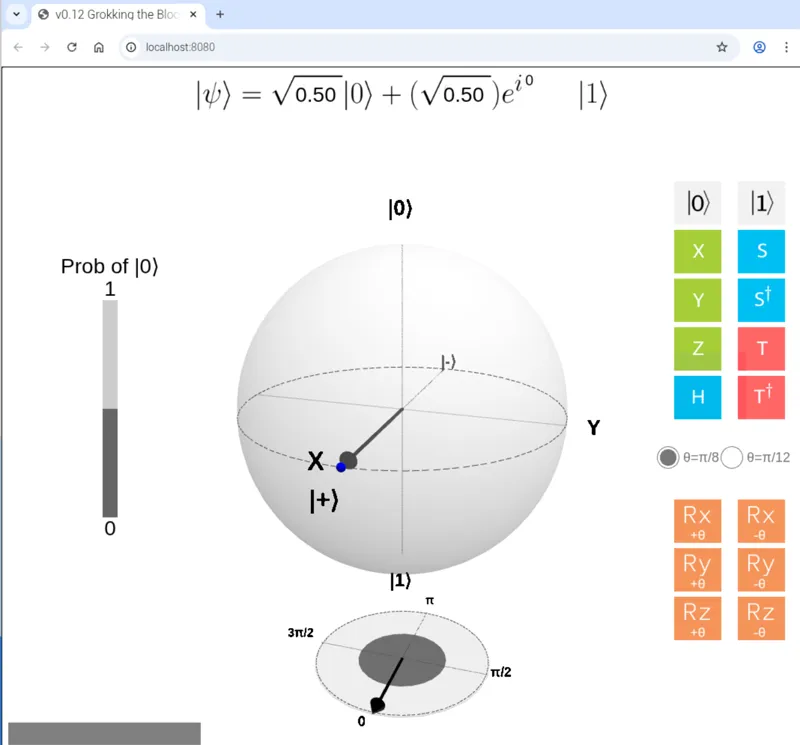 v0.12 Grokking the Bloc
localhost:8080
|ψ⟩ = √0.50 |0⟩ + (√0.50 )e^{i0} |1⟩
|0⟩
|0⟩ |1⟩
X S
Prob of |0⟩
1
Y S†
Z T
|-⟩
H T†
Y
X
θ=π/8 θ=π/12
|+⟩
Rx +θ Rx -θ
0
|1⟩
Ry +θ Ry -θ
π
Rz +θ Rz -θ
3π/2
π/2
0